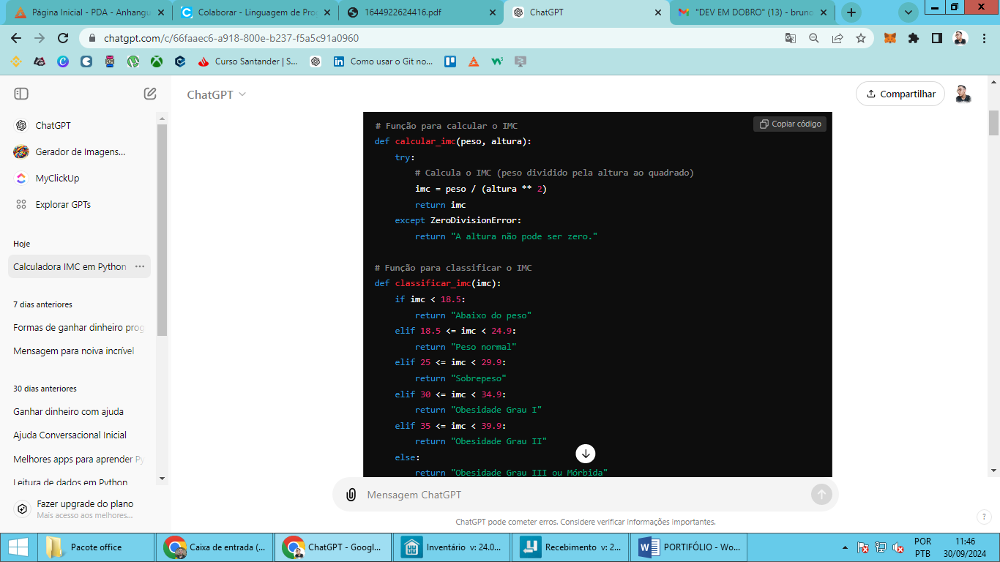 Página Inicial - PDA - Anhangu
Colaborar - Linguagem de Pro
1644922624416.pdf
ChatGPT
"DEV EM DOBRO" (13) - bruno
chatgpt.com/c/66faaec6-a918-800e-b237-f5a5c91a0960
Curso Santander | S...
Como usar o Git no...
ChatGPT
Compartilhar
ChatGPT
Gerador de Imagens...
MyClickUp
Explorar GPTs
Hoje
Calculadora IMC em Python
7 dias anteriores
Formas de ganhar dinheiro prog
Mensagem para noiva incrível
30 dias anteriores
Ganhar dinheiro com ajuda
Ajuda Conversacional Inicial
Melhores apps para aprender Py
Leitura de dados em Python
Fazer upgrade do plano
Mais acesso aos melhores...
Copiar código
# Função para calcular o IMC
def calcular_imc(peso, altura):
try:
# Calcula o IMC (peso dividido pela altura ao quadrado)
imc = peso / (altura ** 2)
return imc
except ZeroDivisionError:
return "A altura não pode ser zero."
# Função para classificar o IMC
def classificar_imc(imc):
if imc < 18.5:
return "Abaixo do peso"
elif 18.5 <= imc < 24.9:
return "Peso normal"
elif 25 <= imc < 29.9:
return "Sobrepeso"
elif 30 <= imc < 34.9:
return "Obesidade Grau I"
elif 35 <= imc < 39.9:
return "Obesidade Grau II"
else:
return "Obesidade Grau III ou Mórbida"
Mensagem ChatGPT
ChatGPT pode cometer erros. Considere verificar informações importantes.
?
Pacote office
Caixa de entrada (...
ChatGPT - Googl...
Inventário v: 24.0...
Recebimento v: 2...
PORTIFÓLIO - Wo...
POR
PTB
11:46
30/09/2024